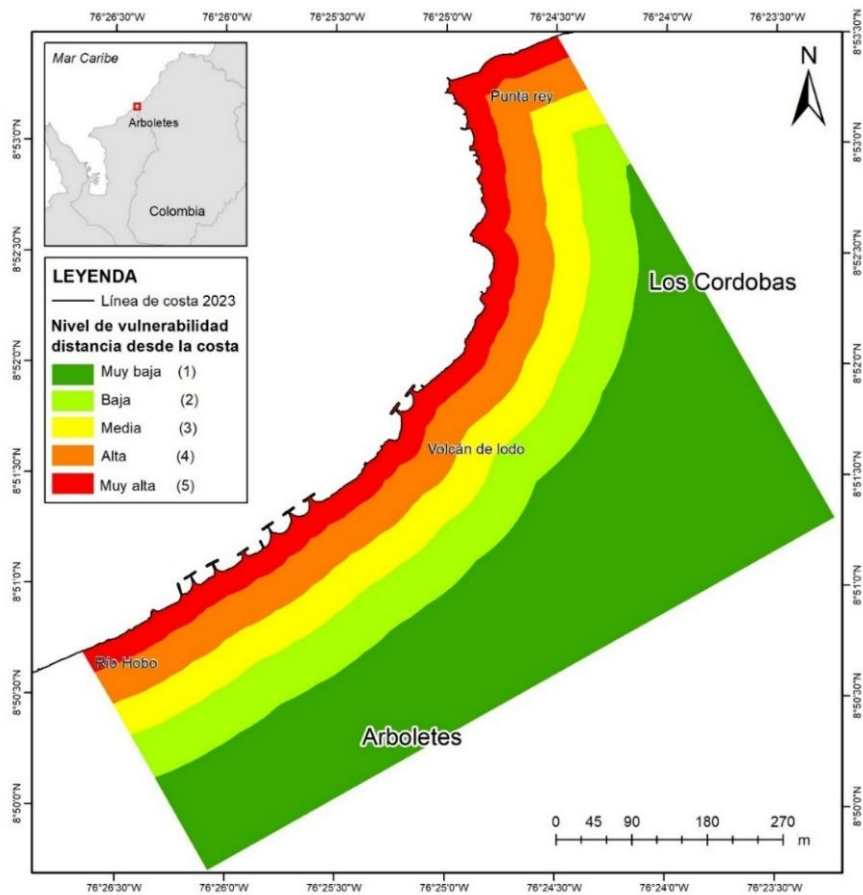 76°26'30"W 76°26'0"W 76°25'30"W 76°25'0"W 76°24'30"W 76°24'0"W 76°23'30"W
8°53'30"N
8°53'0"N
8°52'30"N
8°52'0"N
8°51'30"N
8°51'0"N
8°50'30"N
8°50'0"N
Mar Caribe
Arboletes
Colombia
LEYENDA
Línea de costa 2023
Nivel de vulnerabilidad
distancia desde la costa
Muy baja (1)
Baja (2)
Media (3)
Alta (4)
Muy alta (5)
N
Punta rey
Los Cordobas
Volcán de lodo
Rio Hobo
Arboletes
0 45 90 180 270
m
8°53'0"N
8°52'30"N
8°52'0"N
8°51'30"N
8°51'0"N
8°50'30"N
8°50'0"N
76°26'30"W 76°26'0"W 76°25'30"W 76°25'0"W 76°24'30"W 76°24'0"W 76°23'30"W